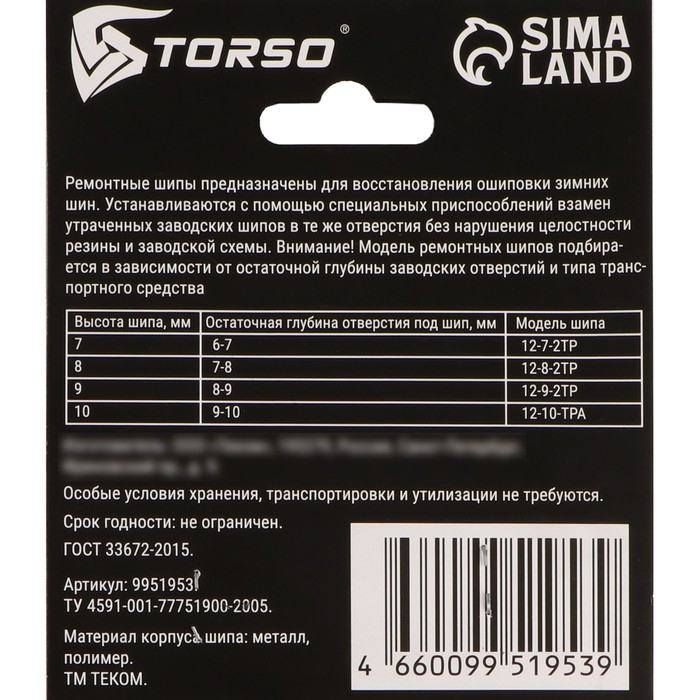 TORSO®
SIMA
LAND
Ремонтные шипы предназначены для восстановления ошиповки зимних
шин. Устанавливаются с помощью специальных приспособлений взамен
утраченных заводских шипов в те же отверстия без нарушения целостности
резины и заводской схемы. Внимание! Модель ремонтных шипов подбира-
ется в зависимости от остаточной глубины заводских отверстий и типа транс-
портного средства
Высота шипа, мм Остаточная глубина отверстия под шип, мм Модель шипа
7 6-7 12-7-2ТР
8 7-8 12-8-2ТР
9 8-9 12-9-2ТР
10 9-10 12-10-ТРА
Особые условия хранения, транспортировки и утилизации не требуются.
Срок годности: не ограничен.
ГОСТ 33672-2015.
Артикул: 9951953
ТУ 4591-001-77751900-2005.
Материал корпуса шипа: металл,
полимер.
ТМ ТЕКОМ.
4 660099 519539